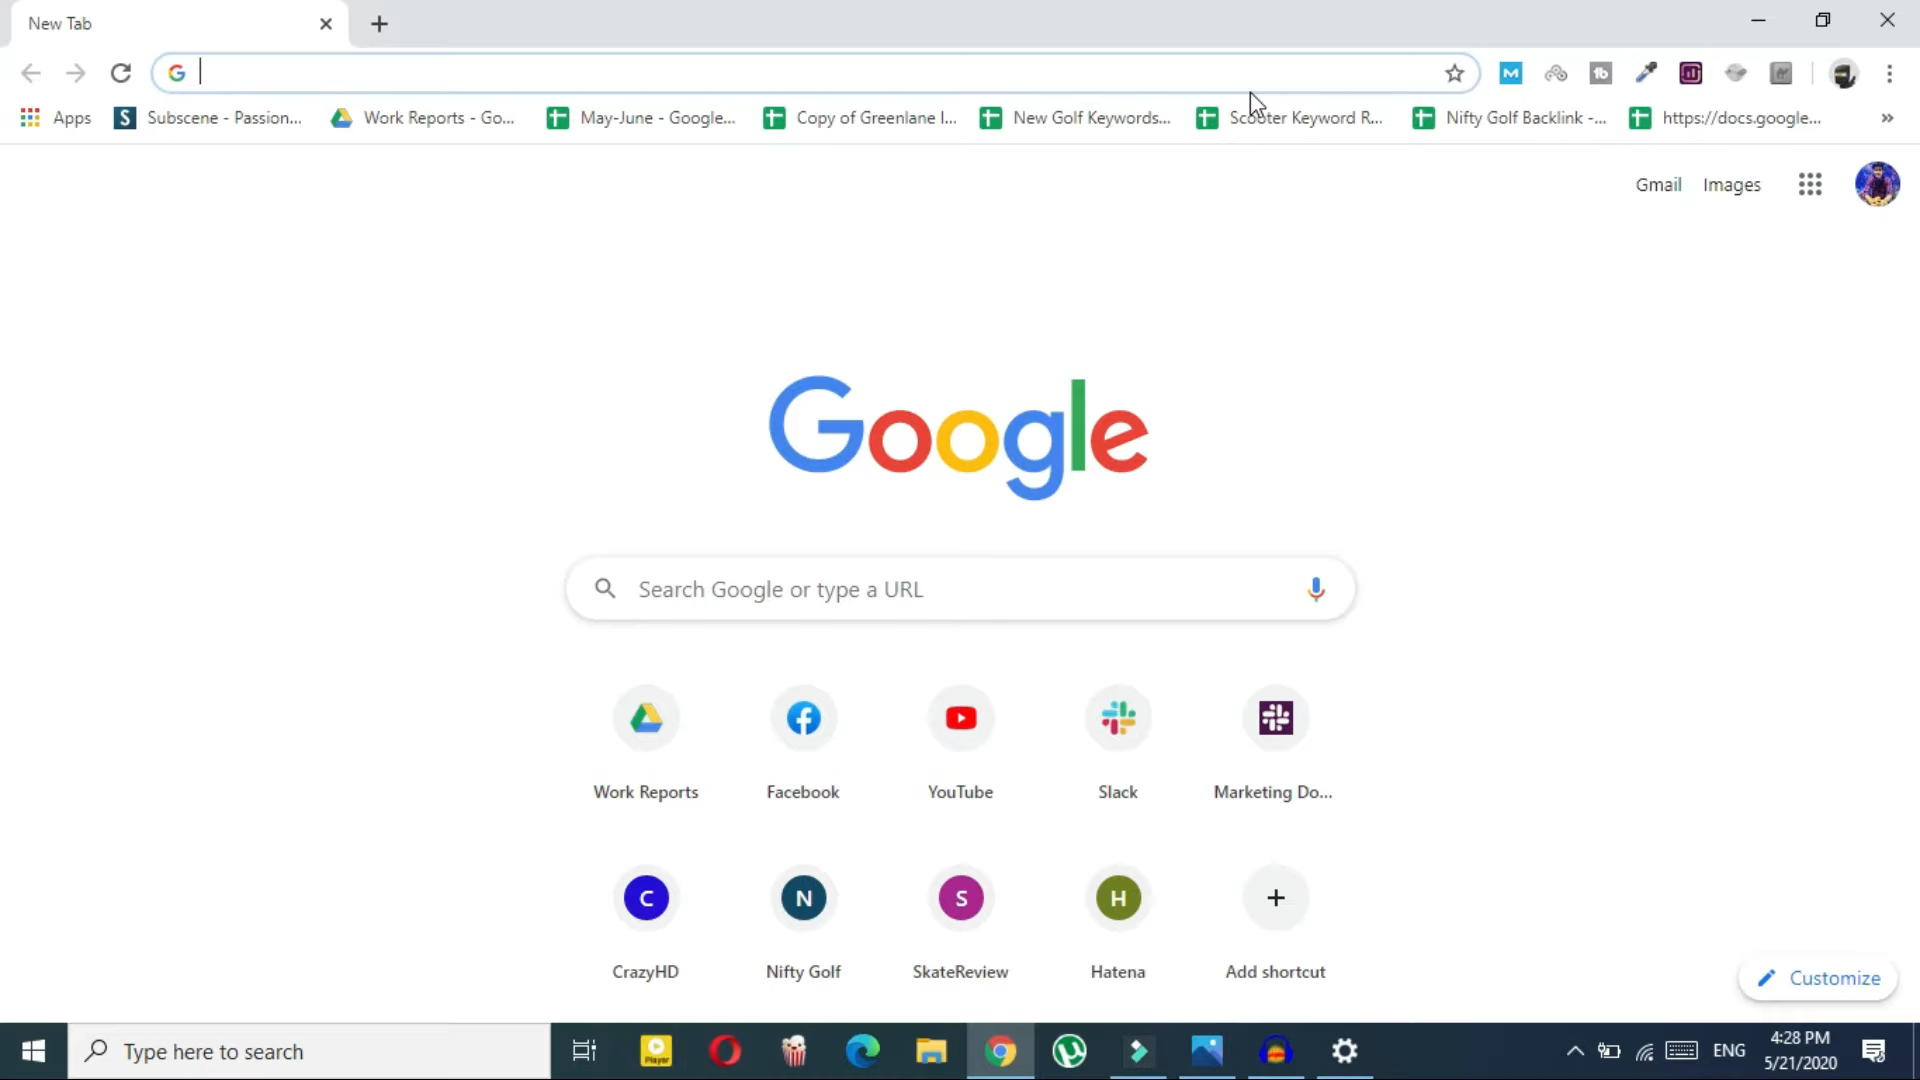 New Tab
Apps
Subscene - Passion...
Work Reports - Go...
May-June - Google...
Copy of Greenlane I...
New Golf Keywords...
Scooter Keyword R...
Nifty Golf Backlink -...
https://docs.google...
»
Gmail Images
Google
Search Google or type a URL
Work Reports Facebook YouTube Slack Marketing Do...
C N S H
CrazyHD Nifty Golf SkateReview Hatena Add shortcut
Customize
Type here to search
Player
ENG
4:28 PM
5/21/2020